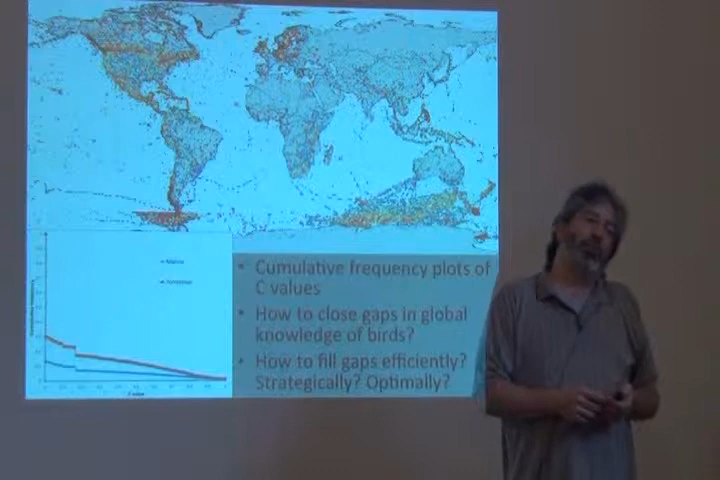 • Cumulative frequency plots of
C values
• How to close gaps in global
knowledge of birds?
• How to fill gaps efficiently?
Strategically? Optimally?